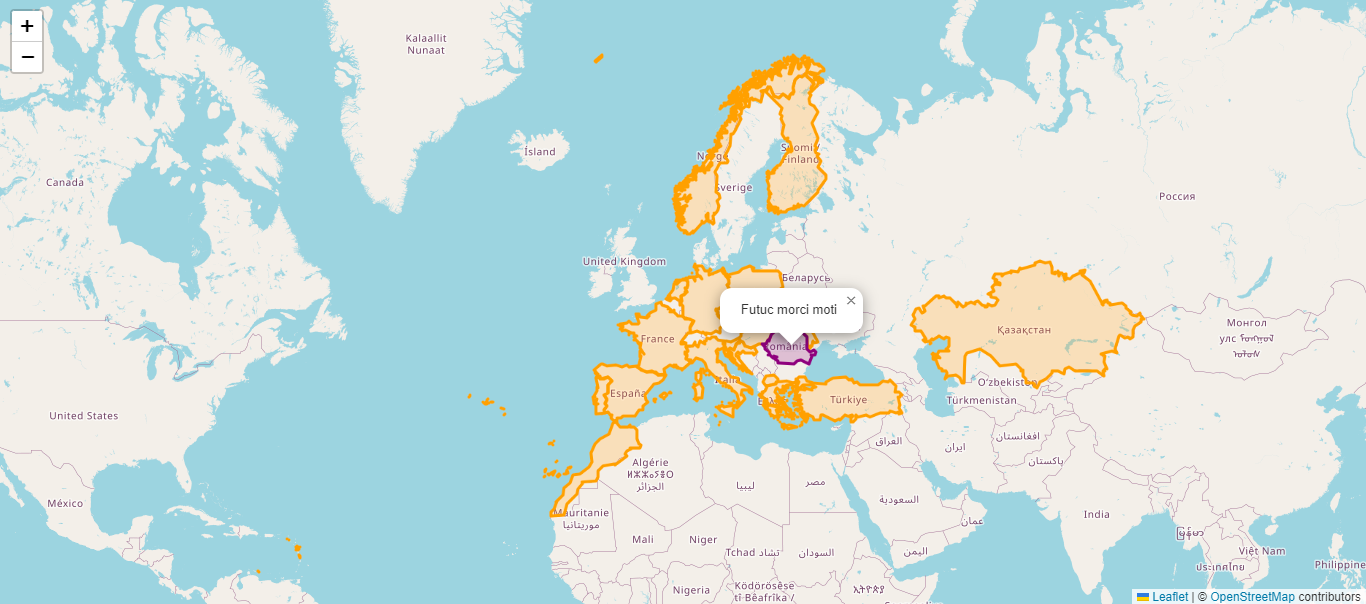 +
−
Kalaallit
Nunaat
Ísland
Canada
Norge
Suomi/
Finland
Sverige
Россия
United Kingdom
Беларусь
×
Futuc morci moti
France
România
Қазақстан
Монгол
улс
España
Italia
Türkiye
O‘zbekiston
Türkmenistan
United States
العراق
ایران
افغانستان
پاکستان
Algérie
ⵍⵣⵣⴰⵢⴻⵔ
الجزائر
ليبيا
مصر
السعودية
México
Mauritanie
موريتانيا
عمان
India
မြန်မာ
Mali
Niger
Tchad تشاد
السودان
اليمن
Việt Nam
ประเทศไทย
Philippine
Nigeria
Ködörösêse
tî Bêafrîka /
ኢትዮጵያ
Leaflet | © OpenStreetMap contributors